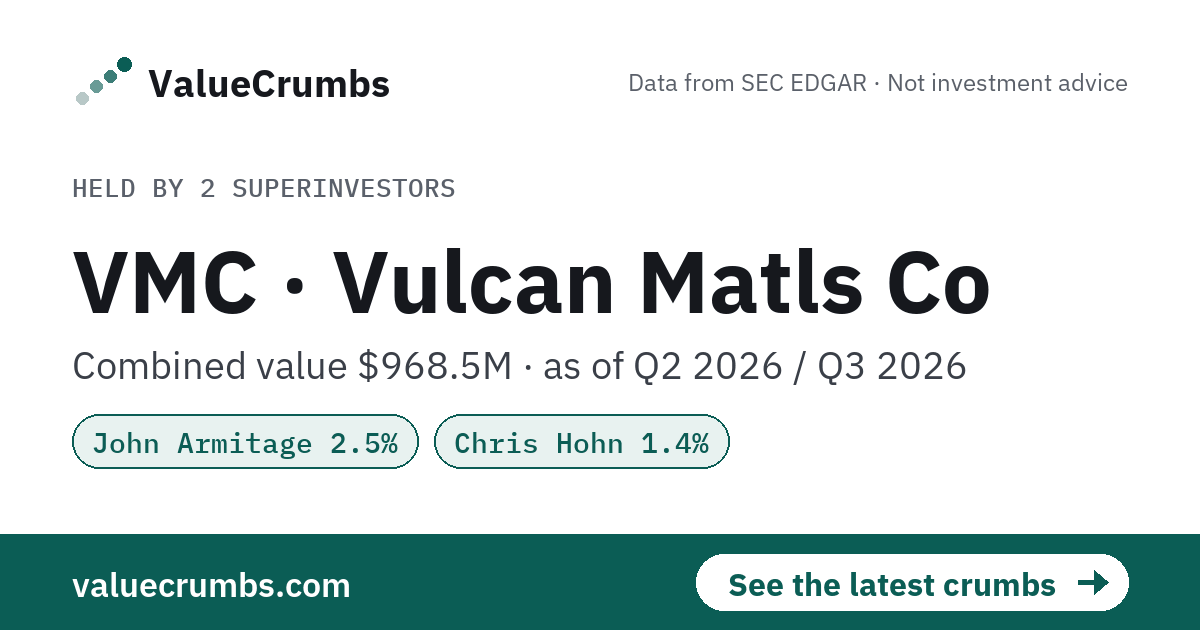 ValueCrumbs
Data from SEC EDGAR · Not investment advice
HELD BY 2 SUPERINVESTORS
VMC · Vulcan Matls Co
Combined value $968.5M · as of Q2 2026 / Q3 2026
John Armitage 2.5%
Chris Hohn 1.4%
valuecrumbs.com
See the latest crumbs →